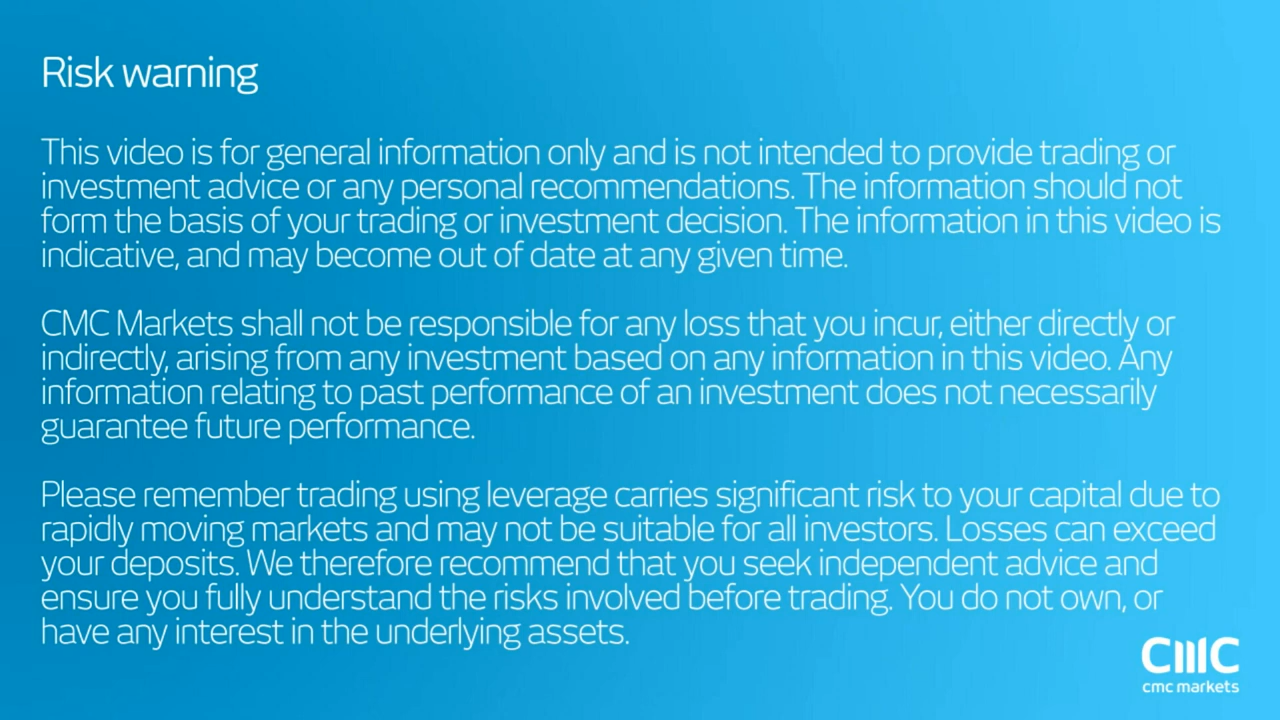 Risk warning
This video is for general information only and is not intended to provide trading or
investment advice or any personal recommendations. The information should not
form the basis of your trading or investment decision. The information in this video is
indicative, and may become out of date at any given time.
CMC Markets shall not be responsible for any loss that you incur, either directly or
indirectly, arising from any investment based on any information in this video. Any
information relating to past performance of an investment does not necessarily
guarantee future performance.
Please remember trading using leverage carries significant risk to your capital due to
rapidly moving markets and may not be suitable for all investors. Losses can exceed
your deposits. We therefore recommend that you seek independent advice and
ensure you fully understand the risks involved before trading. You do not own, or
have any interest in the underlying assets.
CMC
cmc markets